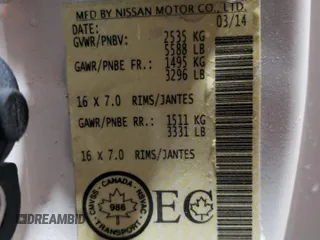 MFD BY NISSAN MOTOR CO., LTD.
DATE: 03/14
GVWR/PNBV: 2535 KG
5588 LB
GAWR/PNBE FR.: 1495 KG
3296 LB
16 X 7.0 RIMS/JANTES
GAWR/PNBE RR.: 1511 KG
3331 LB
16 X 7.0 RIMS/JANTES
CMVSS - CANADA - NSVAC
986
TRANSPORT
EC
DREAMBID